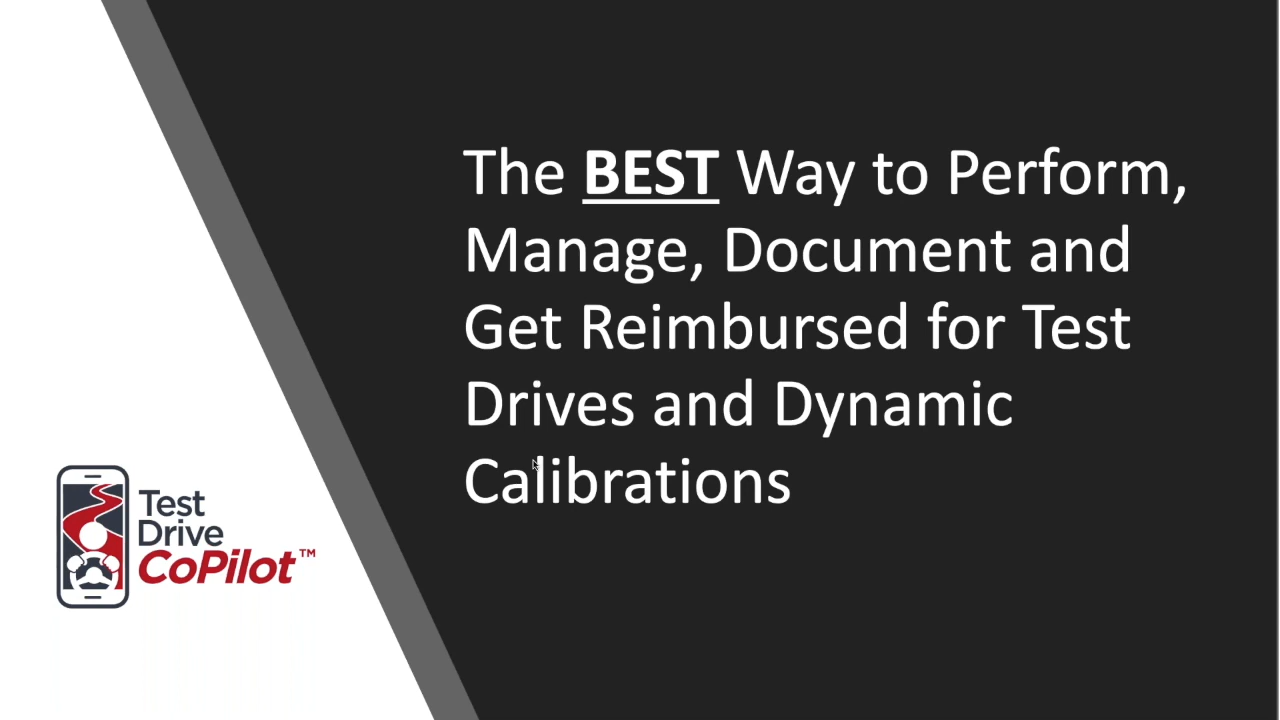 The BEST Way to Perform,
Manage, Document and
Get Reimbursed for Test
Drives and Dynamic
Calibrations
Test
Drive
CoPilot™